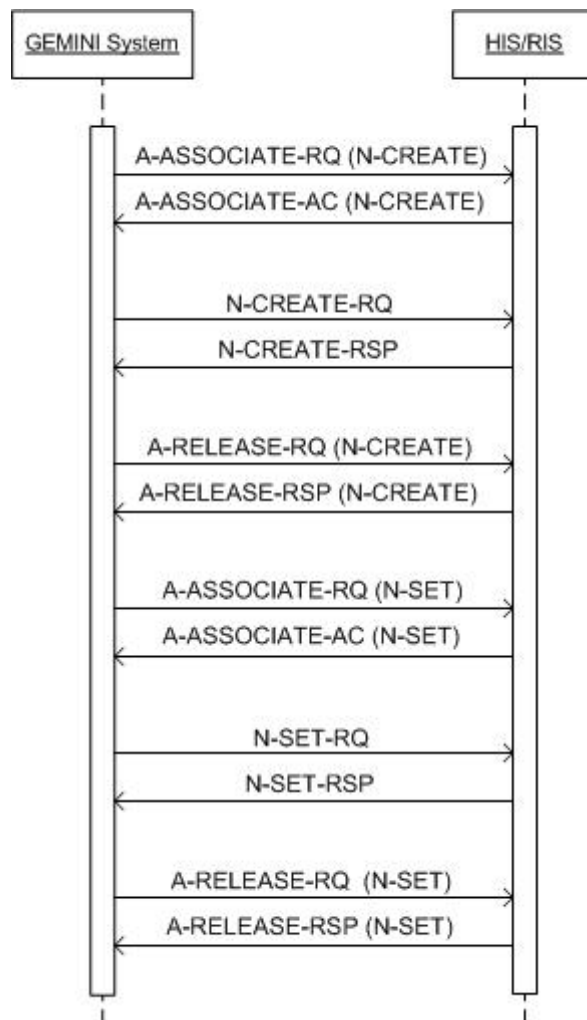 GEMINI System
HIS/RIS
A-ASSOCIATE-RQ (N-CREATE)
A-ASSOCIATE-AC (N-CREATE)
N-CREATE-RQ
N-CREATE-RSP
A-RELEASE-RQ (N-CREATE)
A-RELEASE-RSP (N-CREATE)
A-ASSOCIATE-RQ (N-SET)
A-ASSOCIATE-AC (N-SET)
N-SET-RQ
N-SET-RSP
A-RELEASE-RQ (N-SET)
A-RELEASE-RSP (N-SET)